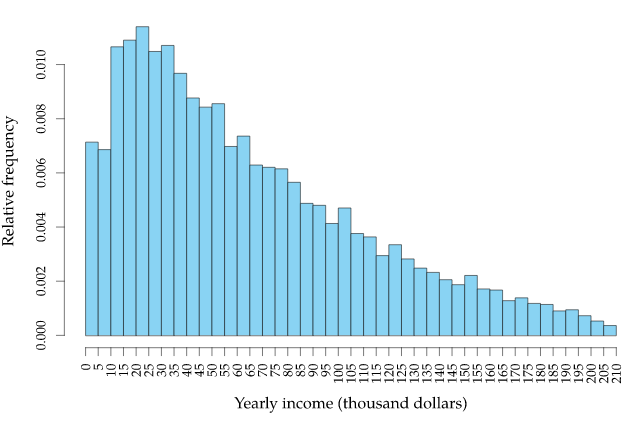 Relative frequency
0.010
0.008
0.006
0.004
0.002
0.000
0 5 10 15 20 25 30 35 40 45 50 55 60 65 70 75 80 85 90 95 100 105 110 115 120 125 130 135 140 145 150 155 160 165 170 175 180 185 190 195 200 205 210
Yearly income (thousand dollars)